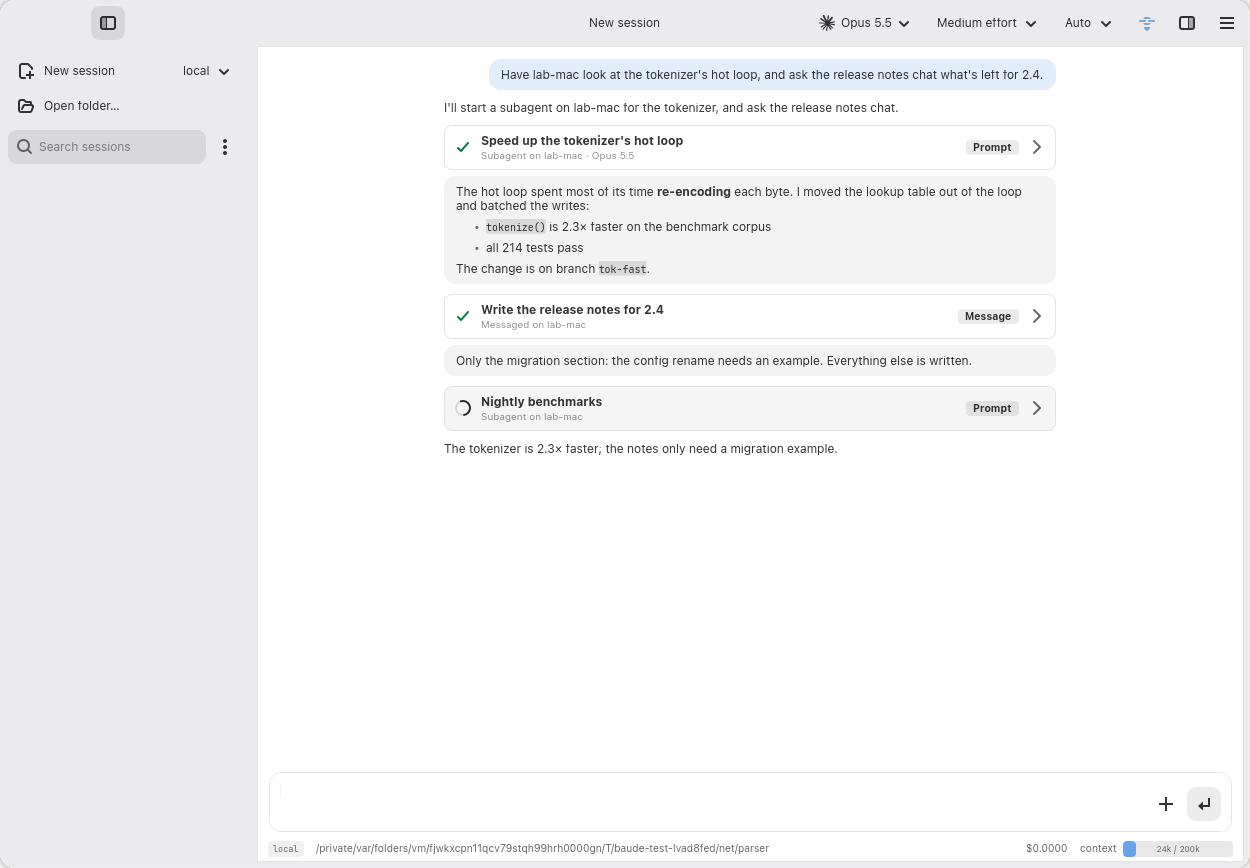 New session
Opus 5.5
Medium effort
Auto
New session
local
Open folder...
Search sessions
Have lab-mac look at the tokenizer's hot loop, and ask the release notes chat what's left for 2.4.
I'll start a subagent on lab-mac for the tokenizer, and ask the release notes chat.
Speed up the tokenizer's hot loop
Subagent on lab-mac · Opus 5.5
Prompt
The hot loop spent most of its time re-encoding each byte. I moved the lookup table out of the loop
and batched the writes:
• tokenize() is 2.3× faster on the benchmark corpus
• all 214 tests pass
The change is on branch tok-fast.
Write the release notes for 2.4
Messaged on lab-mac
Message
Only the migration section: the config rename needs an example. Everything else is written.
Nightly benchmarks
Subagent on lab-mac
Prompt
The tokenizer is 2.3× faster; the notes only need a migration example.
local
/private/var/folders/vm/fjwkxcpn11qcv79stqh99hrh0000gn/T/baude-test-lvad8fed/net/parser
$0.0000
context
24k / 200k